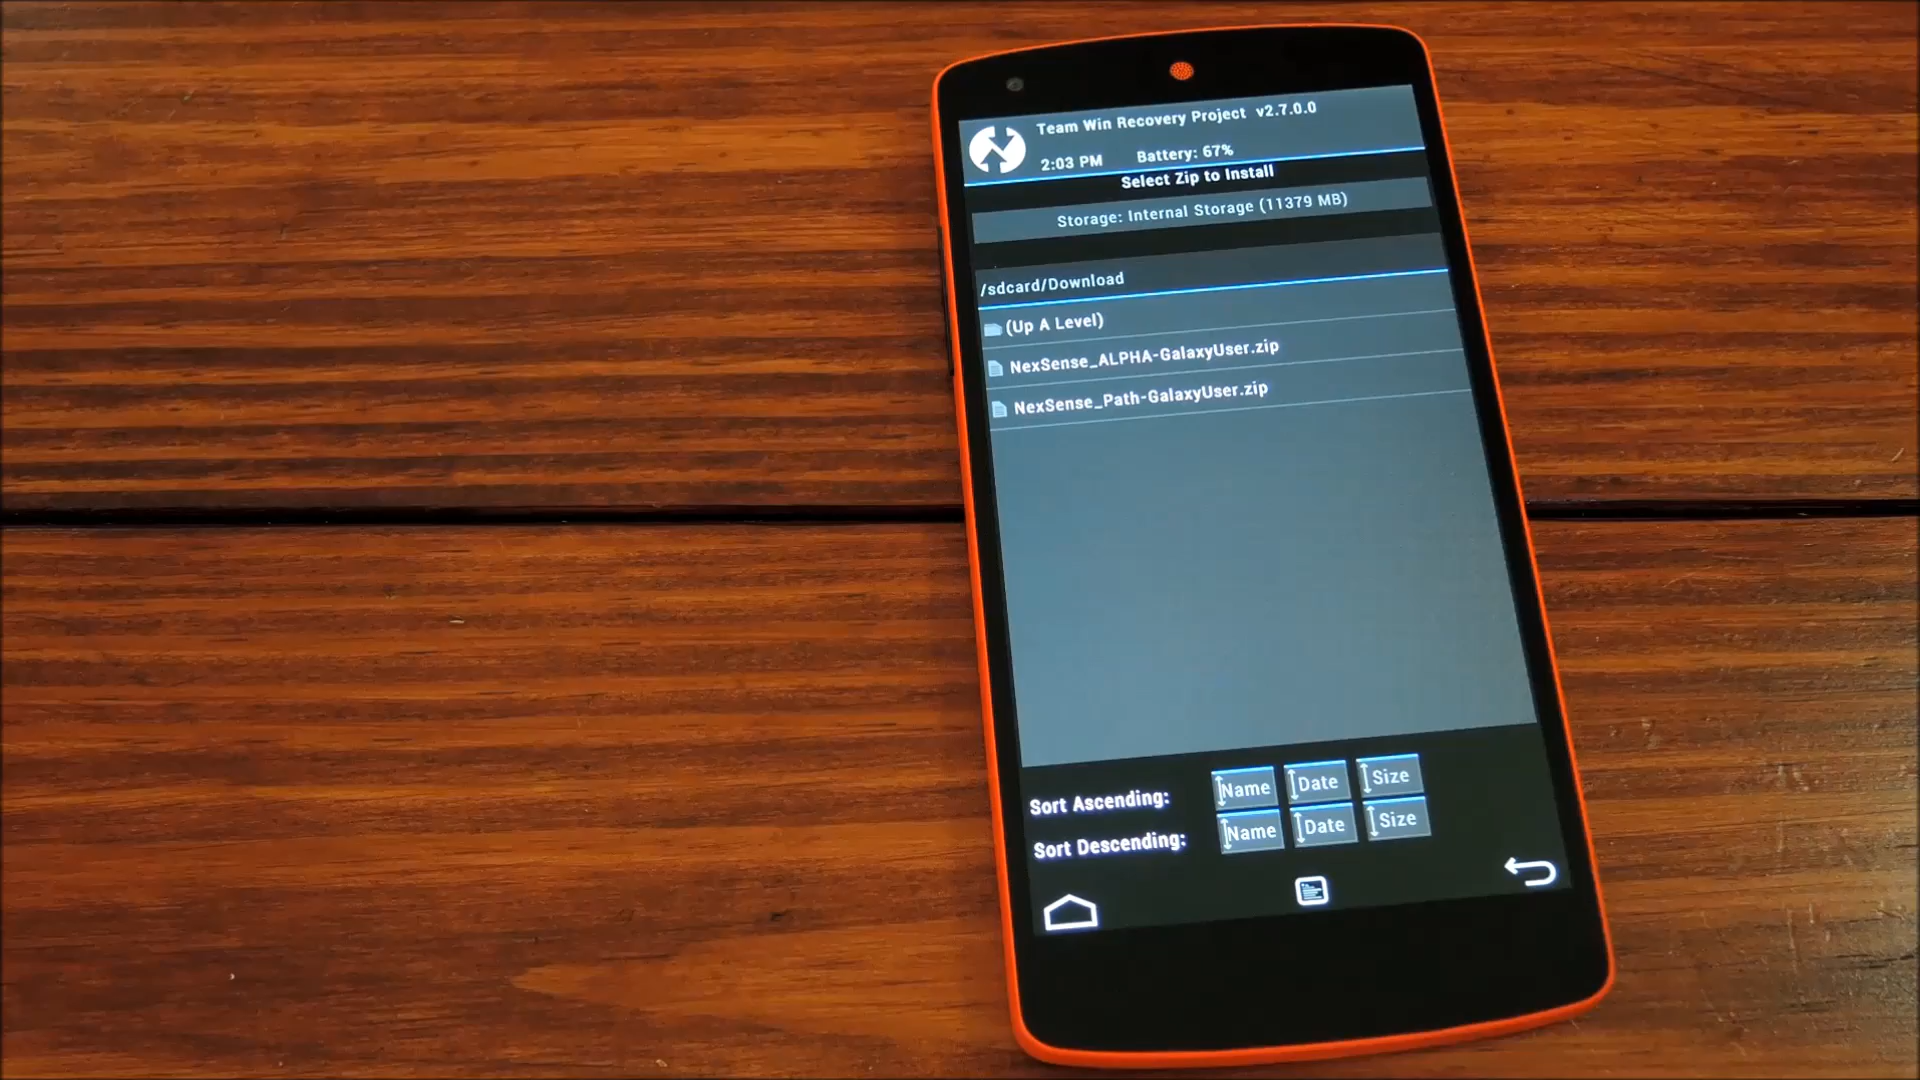 Team Win Recovery Project v2.7.0.0
2:03 PM Battery: 67%
Select Zip to Install
Storage: Internal Storage (11379 MB)
/sdcard/Download
(Up A Level)
NexSense_ALPHA-GalaxyUser.zip
NexSense_Path-GalaxyUser.zip
Sort Ascending: Name Date Size
Sort Descending: Name Date Size